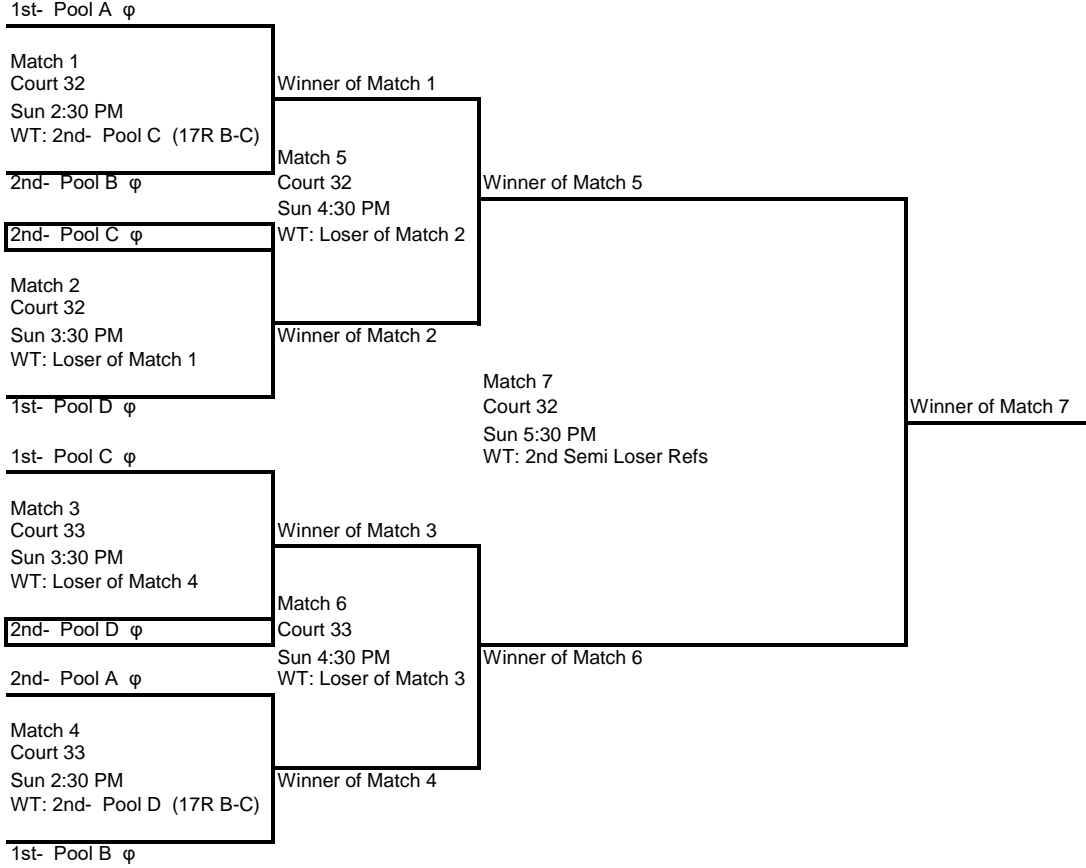 1st-  Pool A  φ
Match 1
Court 32
Sun 2:30 PM
WT: 2nd-  Pool C  (17R B-C)
2nd-  Pool B  φ
2nd-  Pool C  φ
Match 2
Court 32
Sun 3:30 PM
WT: Loser of Match 1
1st-  Pool D  φ
1st-  Pool C  φ
Match 3
Court 33
Sun 3:30 PM
WT: Loser of Match 4
2nd-  Pool D  φ
2nd-  Pool A  φ
Match 4
Court 33
Sun 2:30 PM
WT: 2nd-  Pool D  (17R B-C)
1st-  Pool B  φ
Winner of Match 1
Match 5
Court 32
Sun 4:30 PM
WT: Loser of Match 2
Winner of Match 2
Winner of Match 3
Match 6
Court 33
Sun 4:30 PM
WT: Loser of Match 3
Winner of Match 4
Winner of Match 5
Match 7
Court 32
Sun 5:30 PM
WT: 2nd Semi Loser Refs
Winner of Match 6
Winner of Match 7